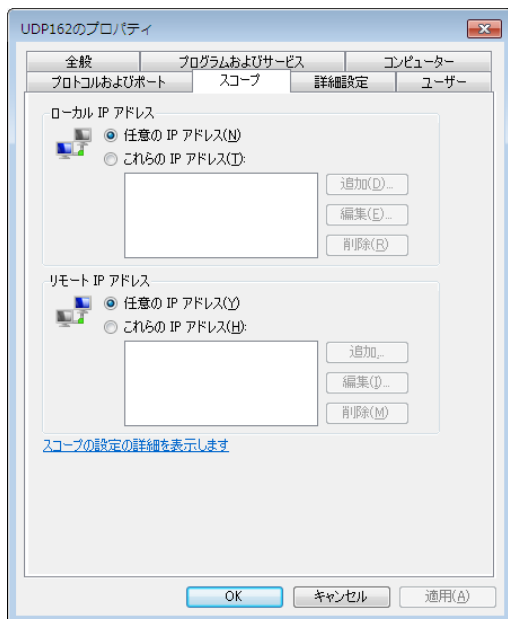 UDP162のプロパティ
全般 プログラムおよびサービス コンピューター
プロトコルおよびポート スコープ 詳細設定 ユーザー
ローカル IP アドレス
任意の IP アドレス(N)
これらの IP アドレス(T):
追加(D)...
編集(E)...
削除(R)
リモート IP アドレス
任意の IP アドレス(Y)
これらの IP アドレス(H):
追加...
編集(I)...
削除(M)
スコープの設定の詳細を表示します
OK キャンセル 適用(A)